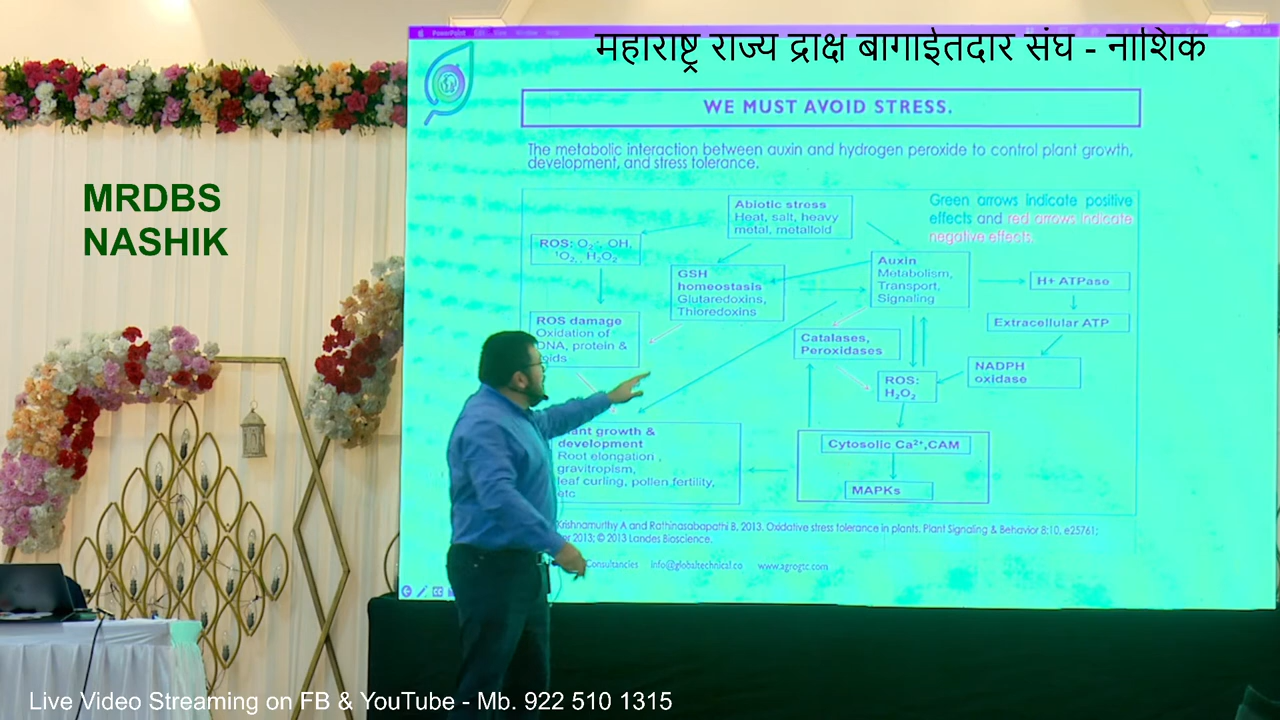 महाराष्ट्र राज्य द्राक्ष बागाईतदार संघ - नाशिक
MRDBS
NASHIK
WE MUST AVOID STRESS.
The metabolic interaction between auxin and hydrogen peroxide to control plant growth,
development, and stress tolerance.
Abiotic stress
Heat, salt, heavy
metal, metalloid
Green arrows indicate positive
effects and red arrows indicate
negative effects.
ROS: O₂⁻, OH,
¹O₂, H₂O₂
GSH
homeostasis
Glutaredoxins,
Thioredoxins
Auxin
Metabolism,
Transport,
Signaling
H+ ATPase
Extracellular ATP
NADPH
oxidase
ROS damage
Oxidation of
DNA, protein &
Catalases,
Peroxidases
ROS:
H₂O₂
growth &
development
Root elongation ,
gravitropism,
leaf curling, pollen fertility,
etc
Cytosolic Ca²⁺,CAM
MAPKs
Krishnamurthy A and Rathinasabapathi B, 2013. Oxidative stress tolerance in plants. Plant Signaling & Behavior 8:10, e25761;
2013; © 2013 Landes Bioscience.
Consultancies info@globaltechnical.co www.agrogtc.com
Live Video Streaming on FB & YouTube - Mb. 922 510 1315